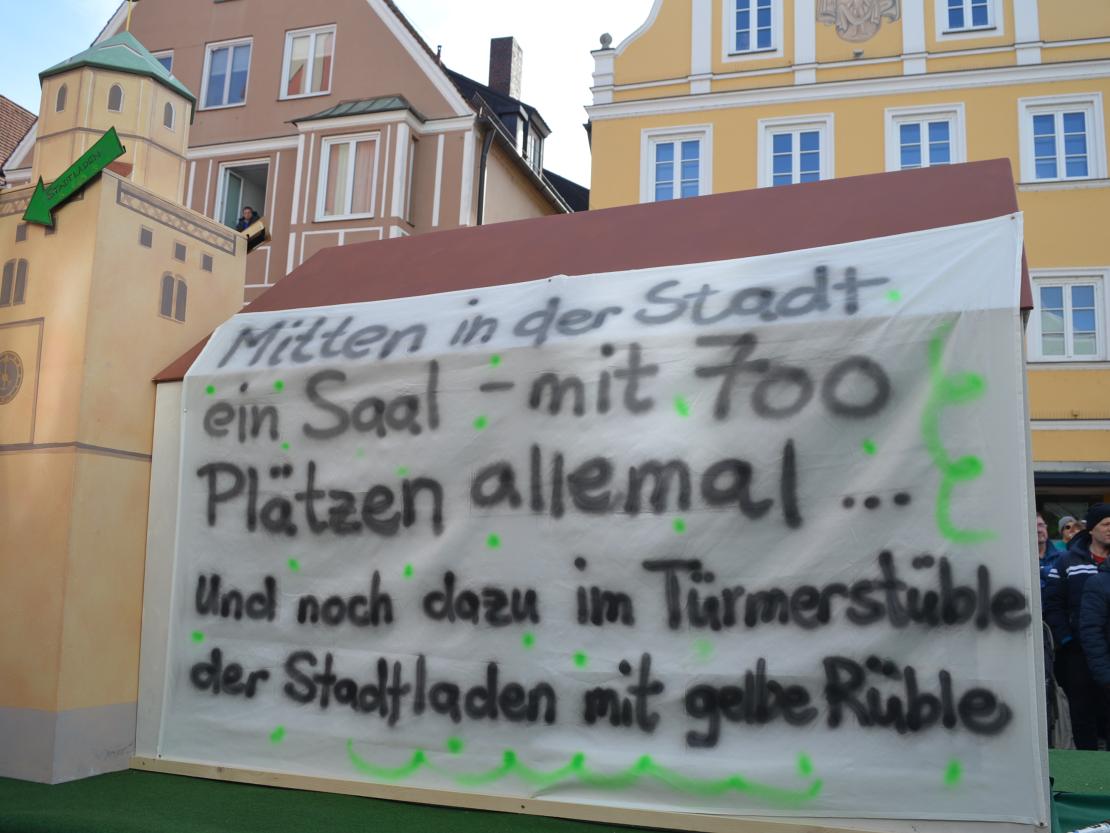 STADTLADEN
Mitten in der Stadt
ein Saal - mit 700
Plätzen allemal ...
Und noch dazu im Türmerstüble
der Stadtladen mit gelbe Rüble